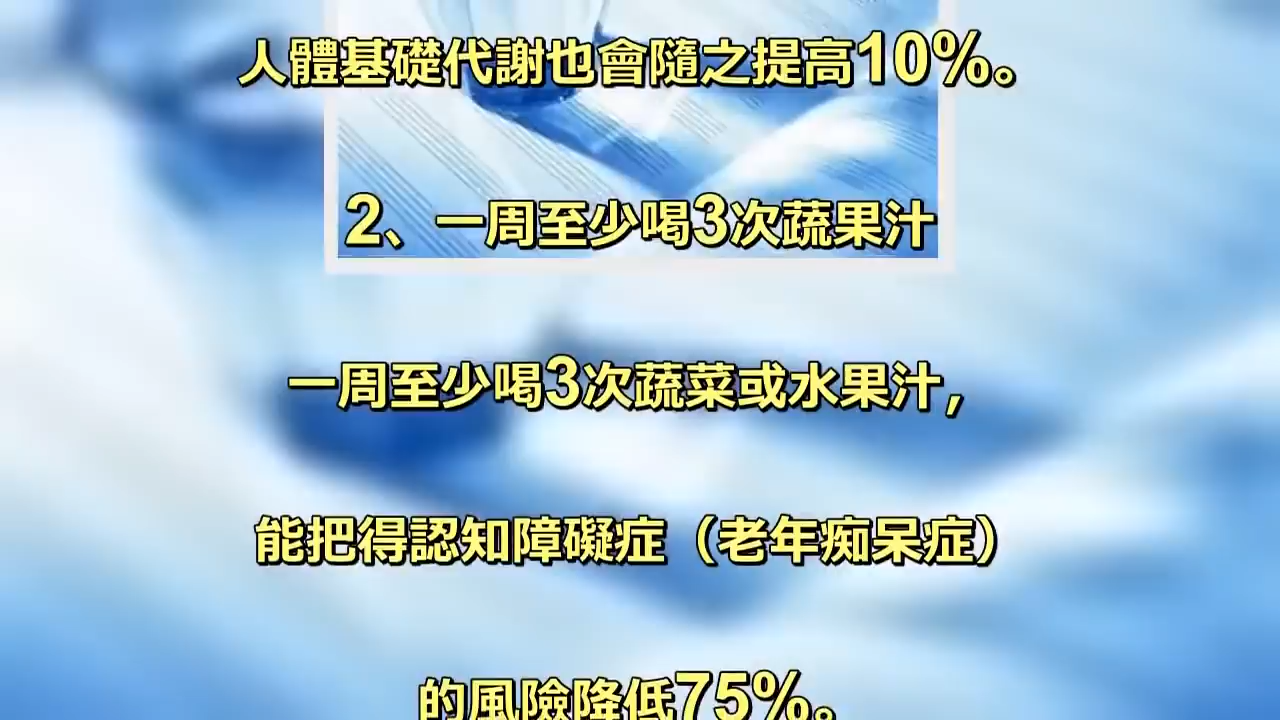 人體基礎代謝也會隨之提高10%。
2、一周至少喝3次蔬果汁
一周至少喝3次蔬菜或水果汁,
能把得認知障礙症（老年痴呆症）
的風險降低75%。